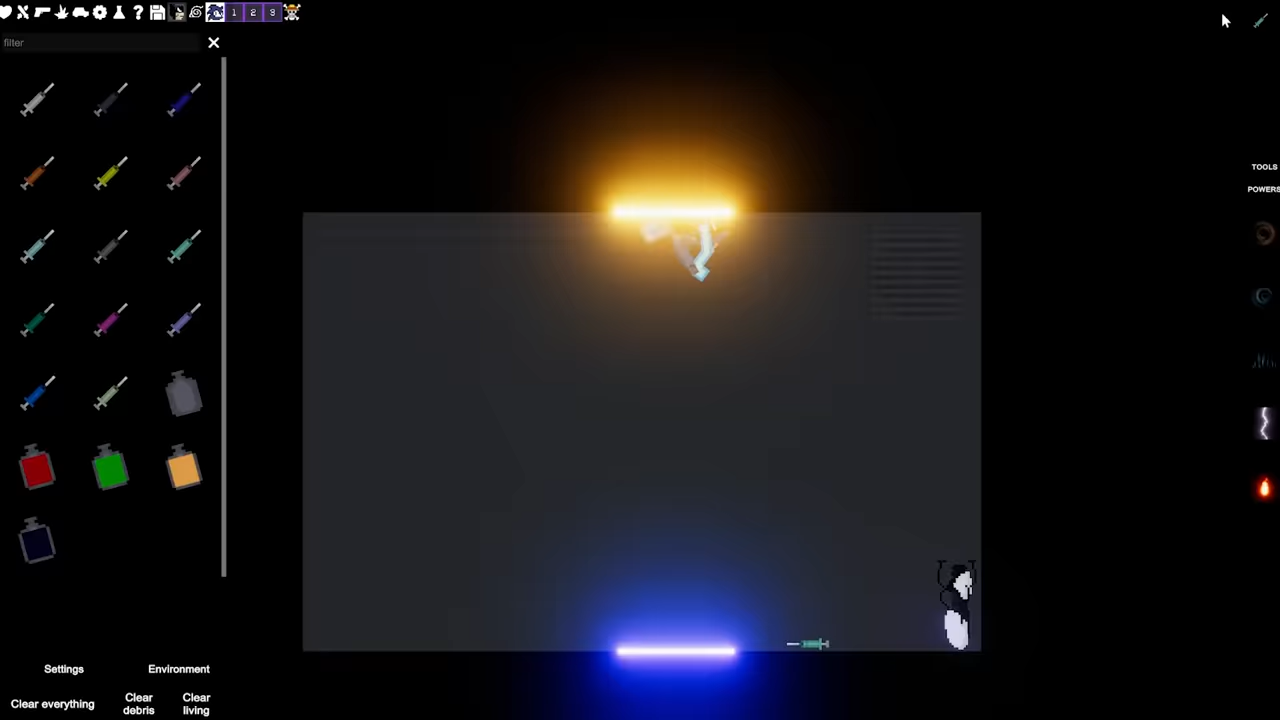 1 2 3
filter
TOOLS
POWERS
Settings Environment
Clear everything Clear debris Clear living